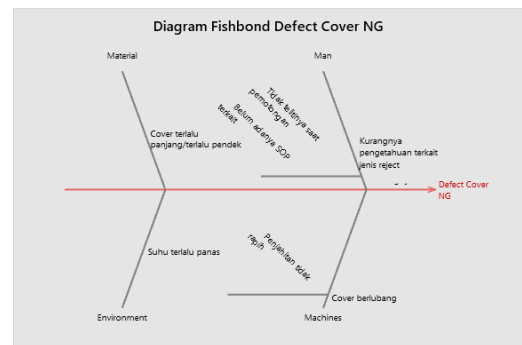 Diagram Fishbond Defect Cover NG
Material
Man
Tidak telitinya saat
pemotongan
Belum adanya SOP
terkait
Cover terlalu
panjang/terlalu pendek
Kurangnya
pengetahuan terkait
jenis reject
Defect Cover
NG
Suhu terlalu panas
Penjahitan tidak
rapih
Cover berlubang
Environment
Machines